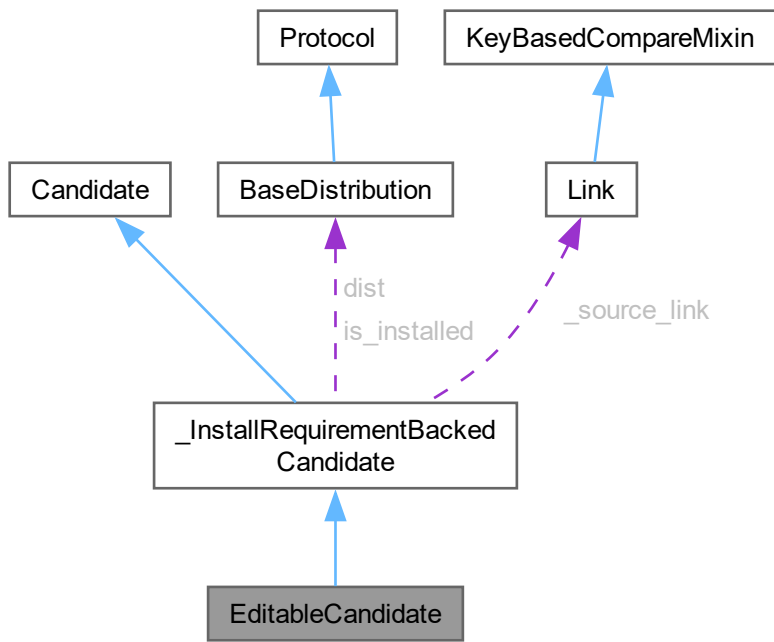 Protocol
KeyBasedCompareMixin
Candidate
BaseDistribution
Link
dist
is_installed
_source_link
_InstallRequirementBacked
Candidate
EditableCandidate